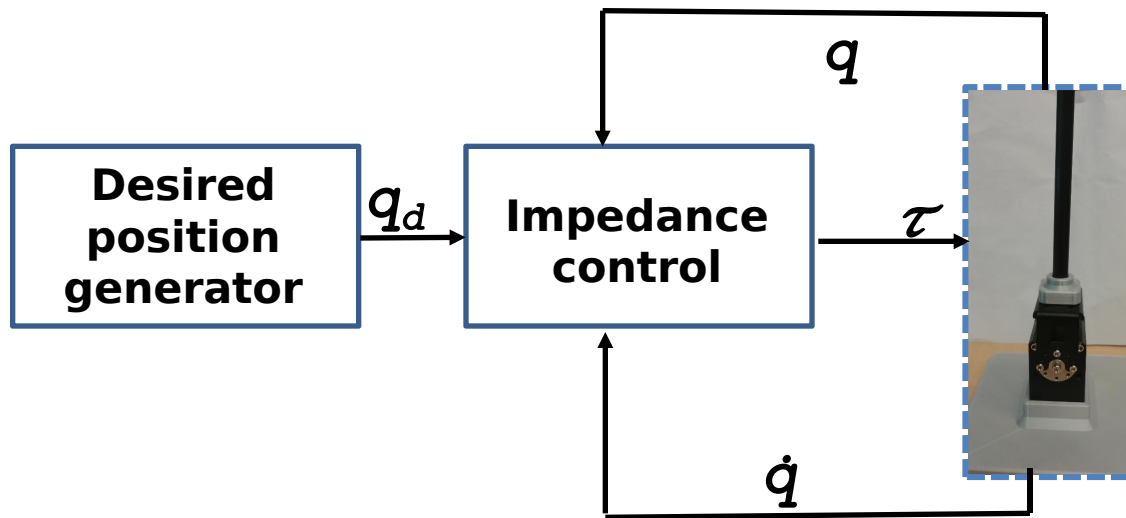 q
Desired
position
generator
q_d
Impedance
control
τ
q̇